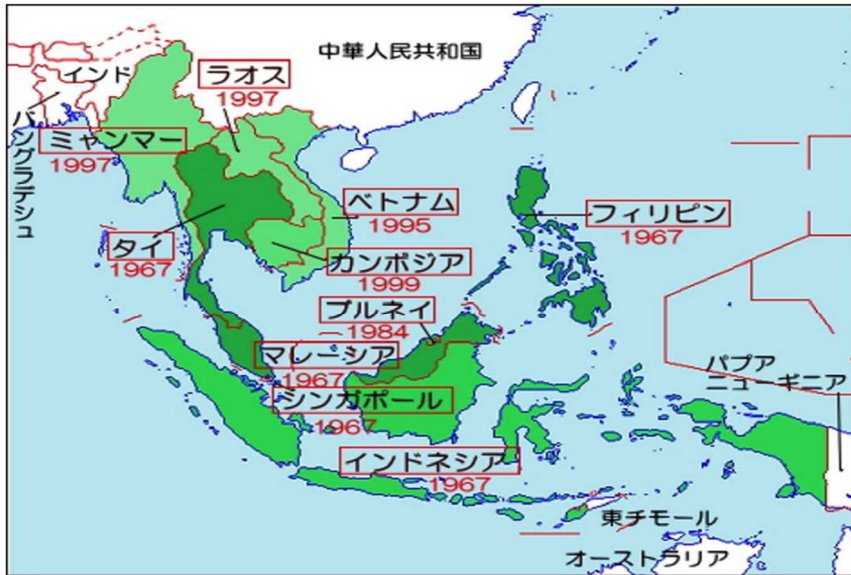 中華人民共和国
インド
ラオス
1997
バングラデシュ
ミャンマー
1997
ベトナム
1995
フィリピン
1967
タイ
1967
カンボジア
1999
ブルネイ
1984
マレーシア
1967
パプア
ニューギニア
シンガポール
1967
インドネシア
1967
東チモール
オーストラリア